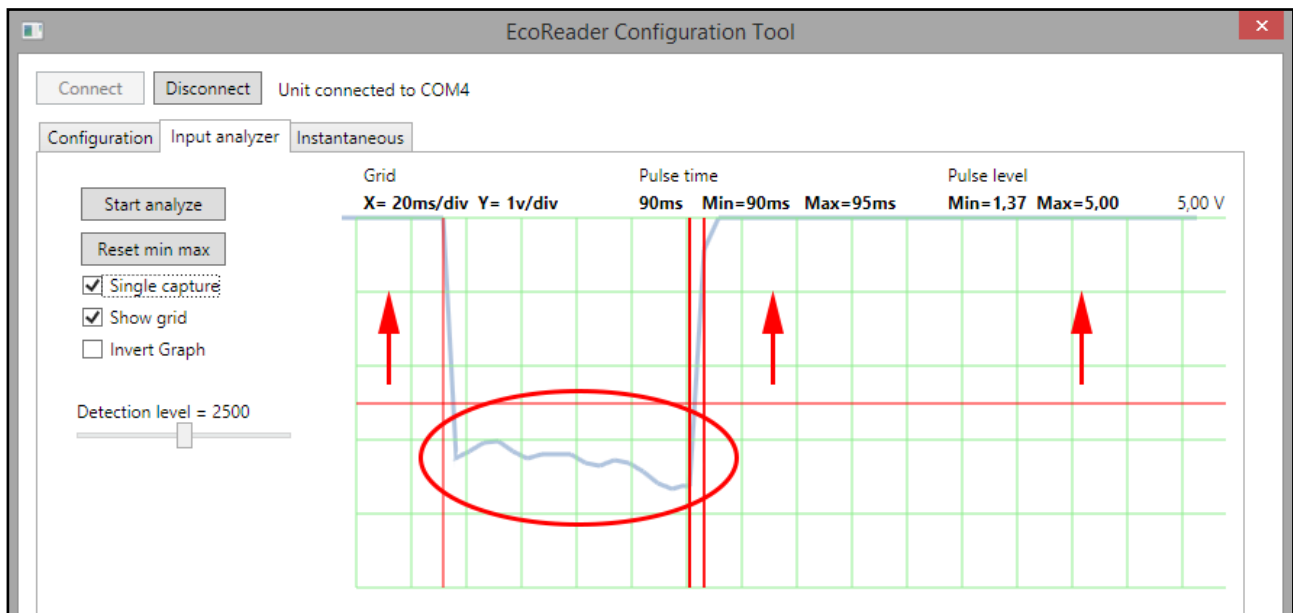 EcoReader Configuration Tool
Connect Disconnect Unit connected to COM4
Configuration Input analyzer Instantaneous
Grid Pulse time Pulse level
Start analyze X= 20ms/div Y= 1v/div 90ms Min=90ms Max=95ms Min=1,37 Max=5,00 5,00 V
Reset min max
Single capture
Show grid
Invert Graph
Detection level = 2500